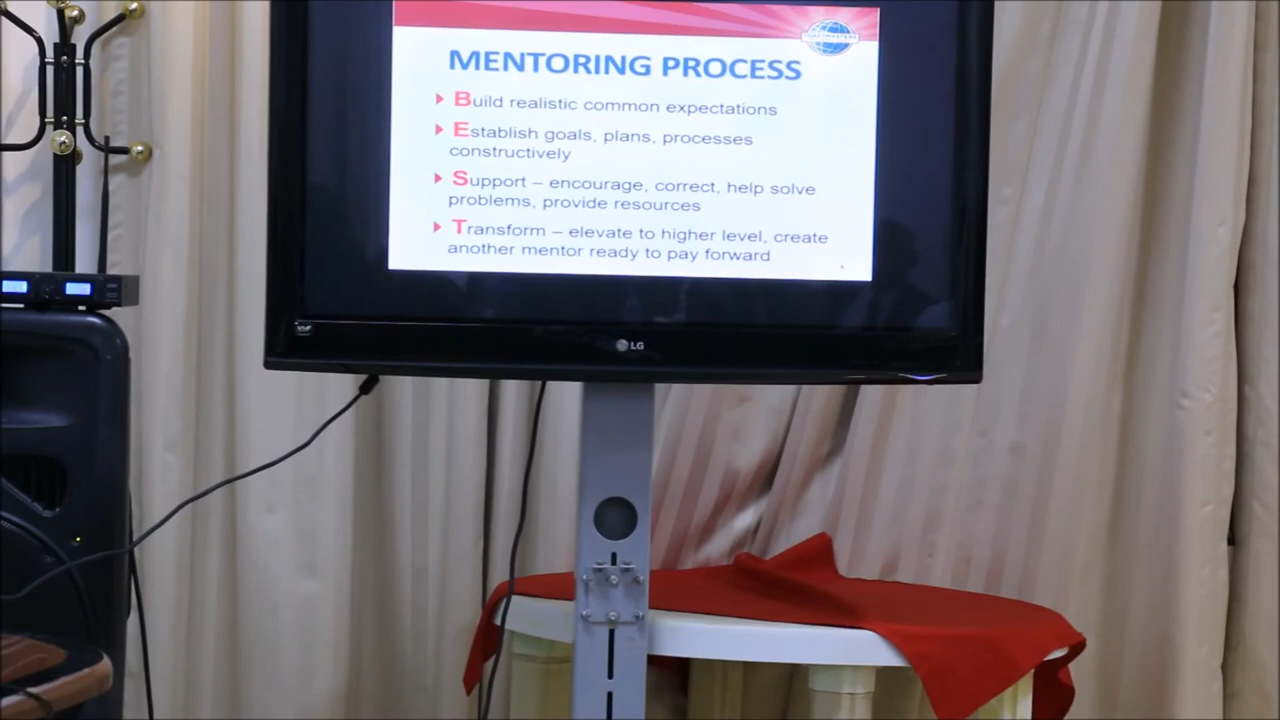 TOASTMASTERS
MENTORING PROCESS
Build realistic common expectations
Establish goals, plans, processes
constructively
Support – encourage, correct, help solve
problems, provide resources
Transform – elevate to higher level, create
another mentor ready to pay forward
LG